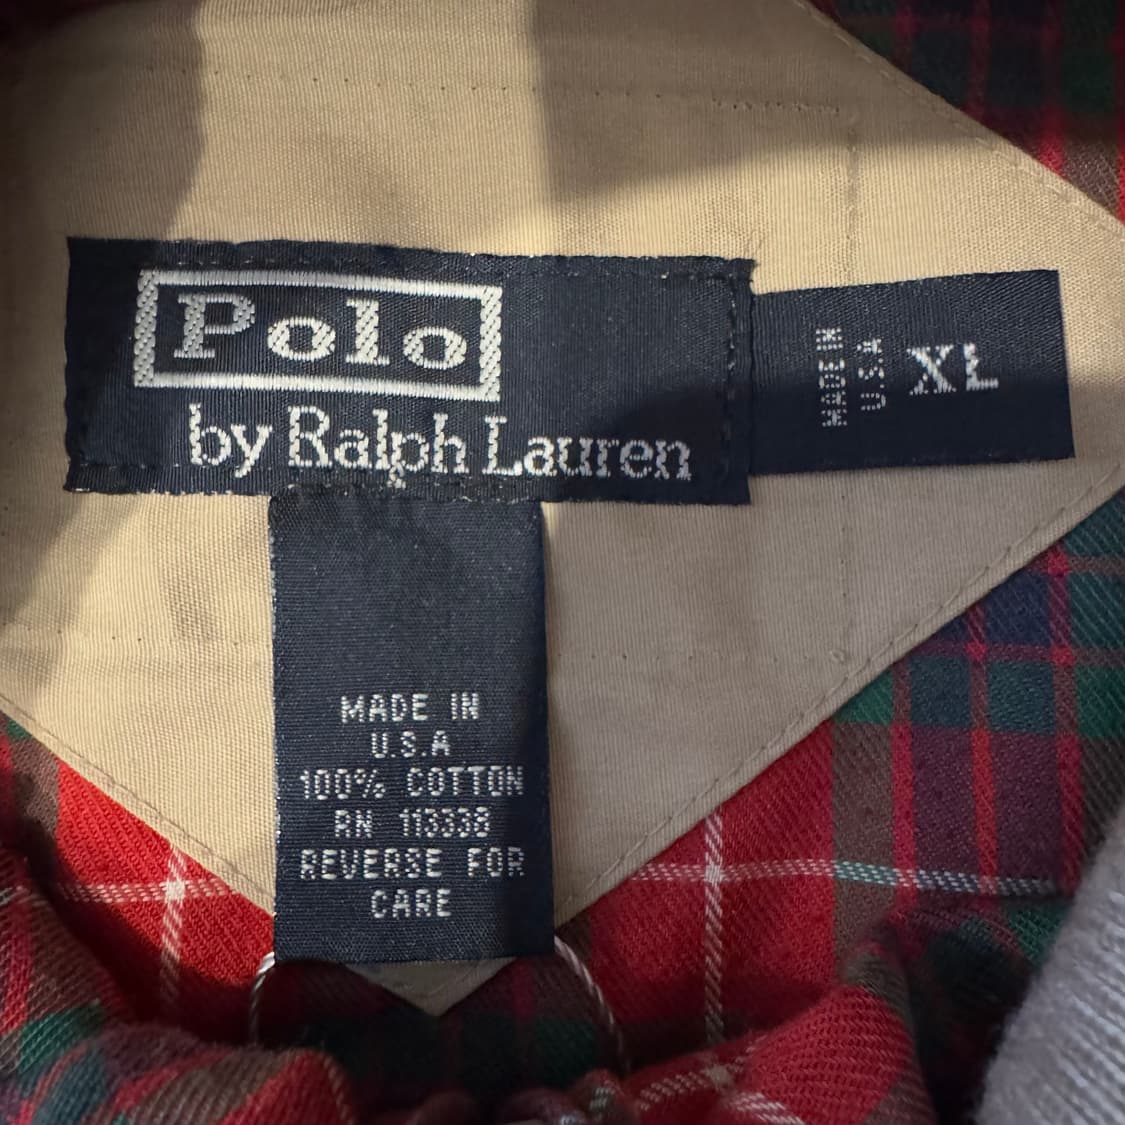 Polo
by Ralph Lauren
MADE IN
U.S.A
XL
MADE IN
U.S.A
100% COTTON
RN 113338
REVERSE FOR
CARE